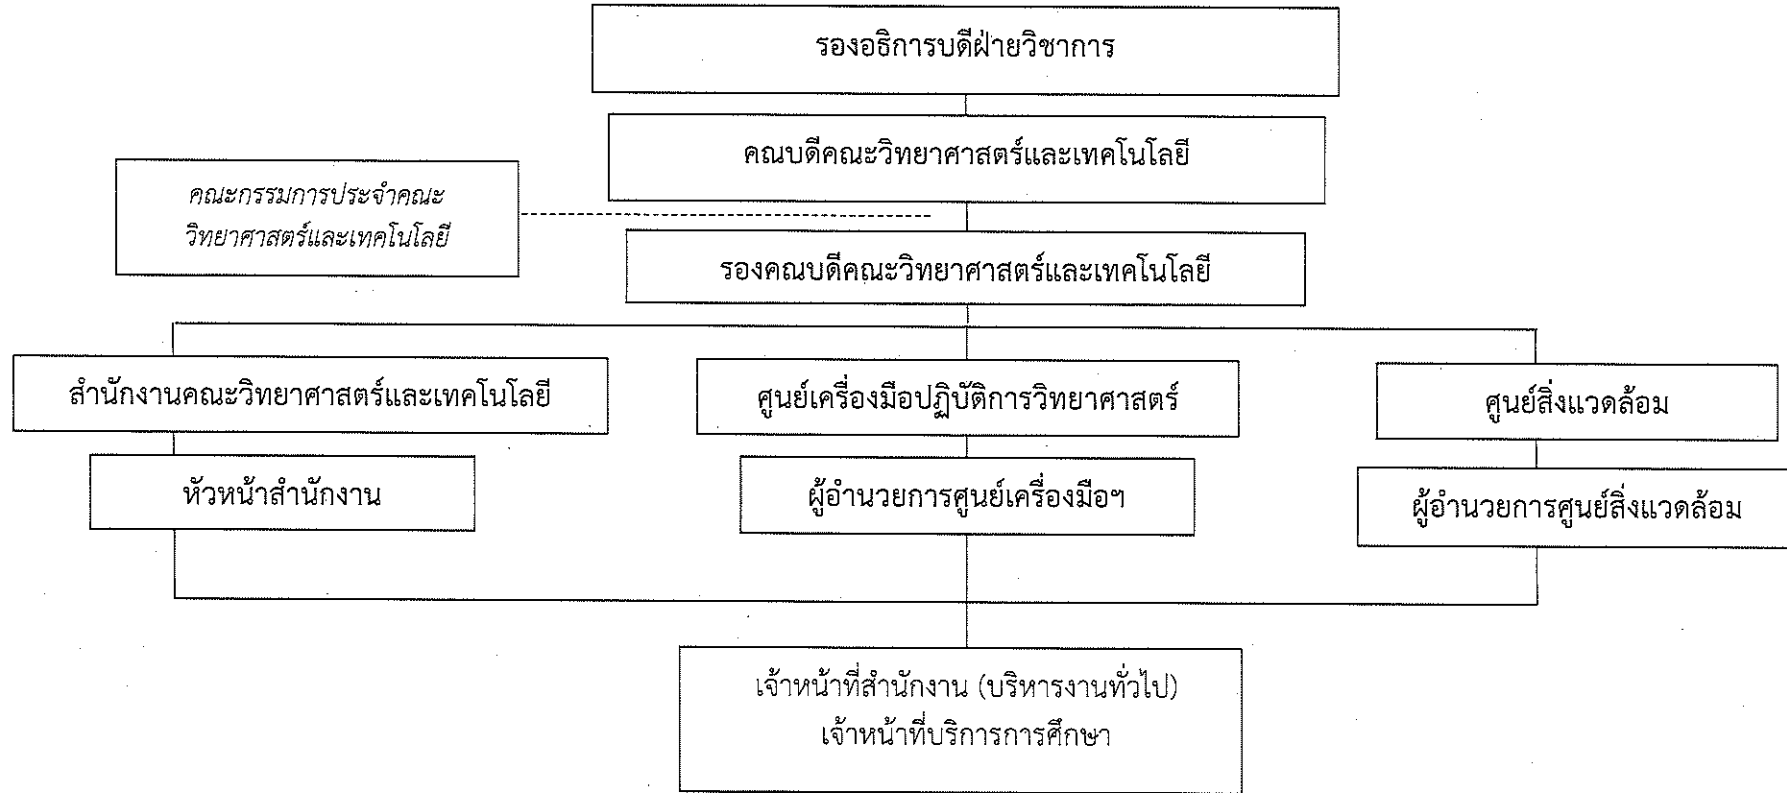 รองอธิการบดีฝ่ายวิชาการ
คณบดีคณะวิทยาศาสตร์และเทคโนโลยี
คณะกรรมการประจำคณะ
วิทยาศาสตร์และเทคโนโลยี
รองคณบดีคณะวิทยาศาสตร์และเทคโนโลยี
สำนักงานคณะวิทยาศาสตร์และเทคโนโลยี
ศูนย์เครื่องมือปฏิบัติการวิทยาศาสตร์
ศูนย์สิ่งแวดล้อม
หัวหน้าสำนักงาน
ผู้อำนวยการศูนย์เครื่องมือฯ
ผู้อำนวยการศูนย์สิ่งแวดล้อม
เจ้าหน้าที่สำนักงาน (บริหารงานทั่วไป)
เจ้าหน้าที่บริการการศึกษา